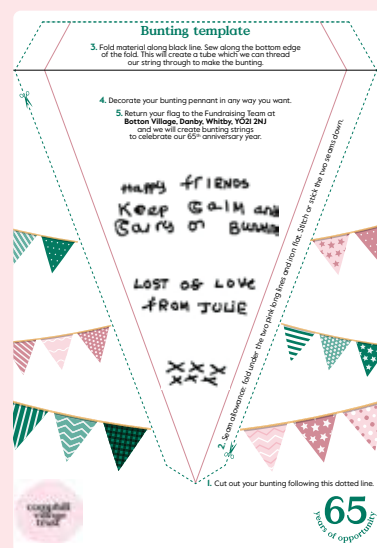 Bunting template
3. Fold material along black line. Sew along the bottom edge
of the fold. This will create a tube which we can thread
our string through to make the bunting.
4. Decorate your bunting pennant in any way you want.
5. Return your flag to the Fundraising Team at
Botton Village, Danby, Whitby, YO21 2NJ
and we will create bunting strings
to celebrate our 65th anniversary year.
Happy frIENDS
Keep Calm and
Carry on
LOST OF LOVE
fROM JULIE
XXX
XXXX
2. Seam allowance: fold under the two pink long lines and iron flat. Stitch or stick the two seams down.
1. Cut out your bunting following this dotted line.
camphill
village
trust
65
years of opportunity